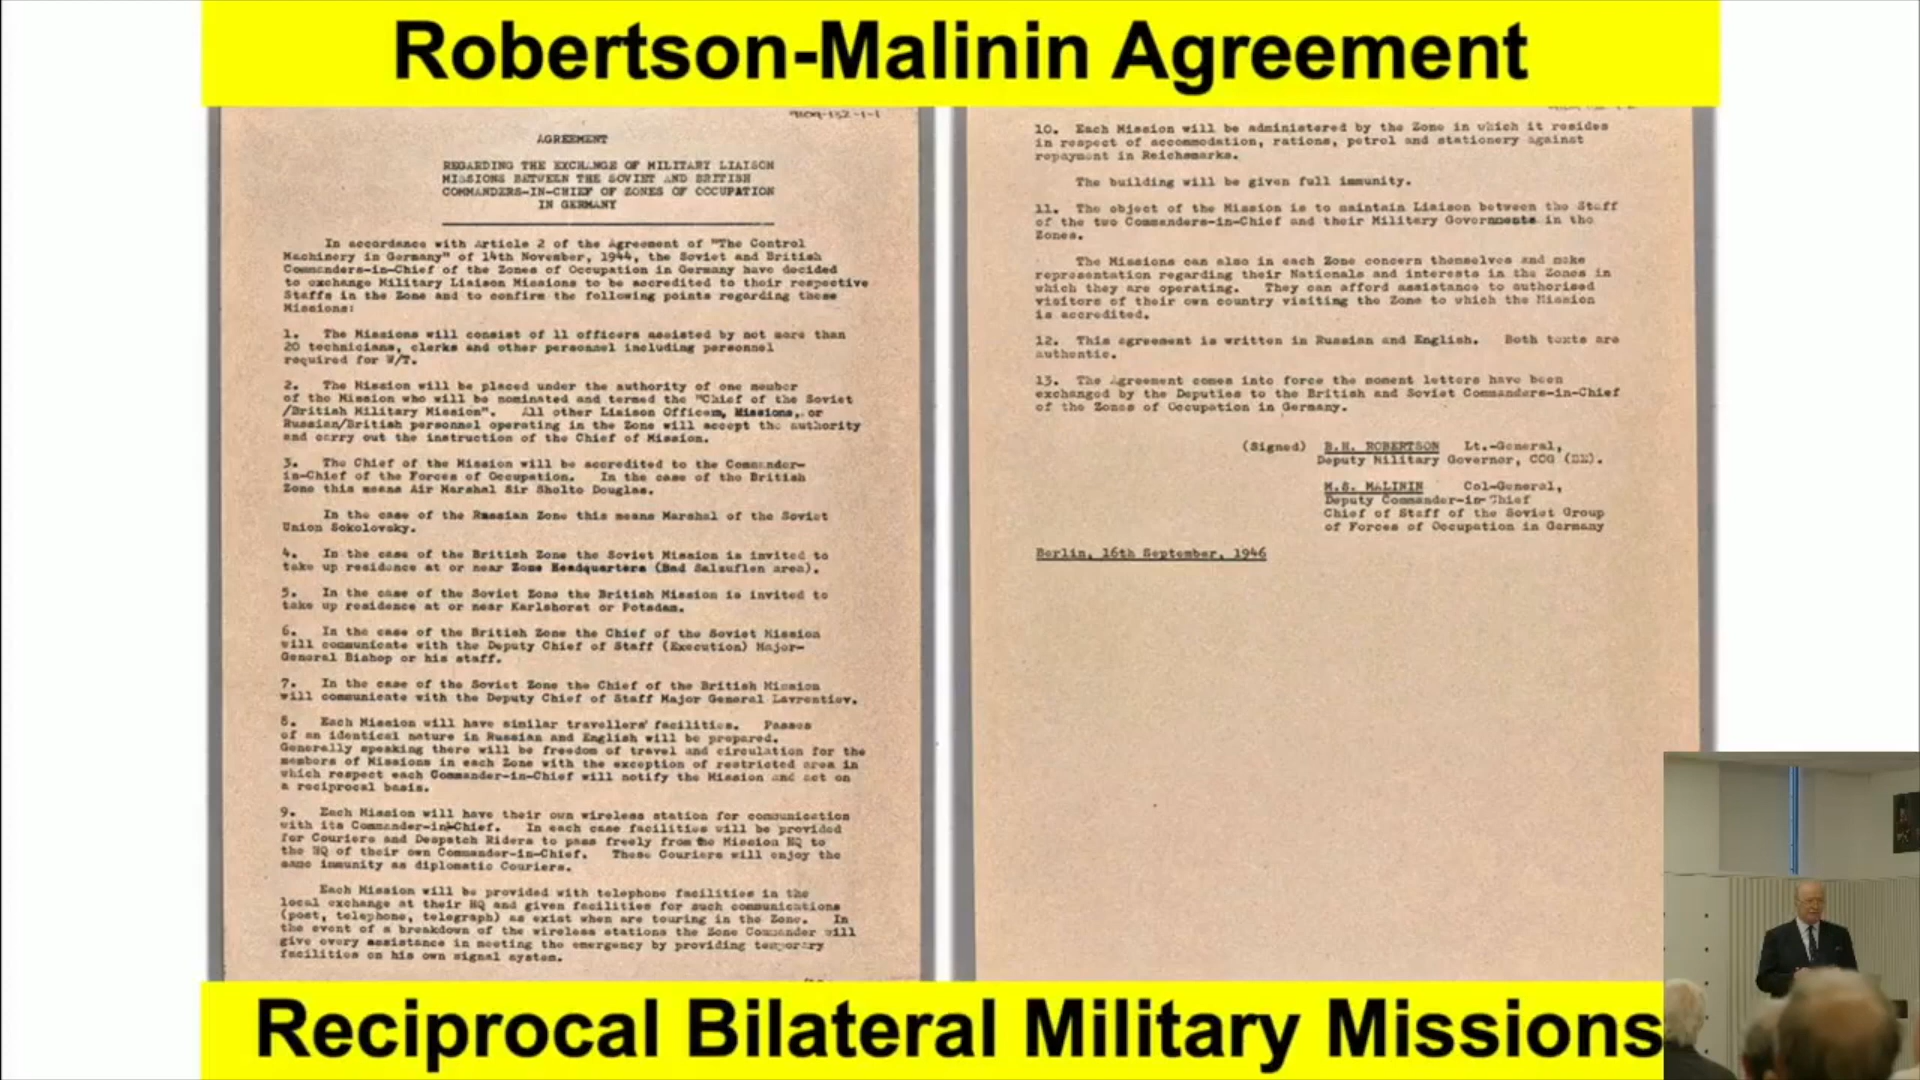 Robertson-Malinin Agreement
AGREEMENT
REGARDING THE EXCHANGE OF MILITARY LIAISON
MISSIONS BETWEEN THE SOVIET AND BRITISH
COMMANDERS-IN-CHIEF OF ZONES OF OCCUPATION
IN GERMANY
In accordance with Article 2 of the Agreement of "The Control
Machinery in Germany" of 14th November, 1944, the Soviet and British
Commanders-in-Chief of the Zones of Occupation in Germany have decided
to exchange Military Liaison Missions to be accredited to their respective
Staffs in the Zone and to confirm the following points regarding these
Missions:
1. The Missions will consist of 11 officers assisted by not more than
20 technicians, clerks and other personnel including personnel
required for W/T.
2. The Mission will be placed under the authority of one member
of the Mission who will be nominated and termed the "Chief of the Soviet
/British Military Mission". All other Liaison Officers, Missions, or
Russian/British personnel operating in the Zone will accept the authority
and carry out the instruction of the Chief of Mission.
3. The Chief of the Mission will be accredited to the Commander-
in-Chief of the Forces of Occupation. In the case of the British
Zone this means Air Marshal Sir Sholto Douglas.
In the case of the Russian Zone this means Marshal of the Soviet
Union Sokolovsky.
4. In the case of the British Zone the Soviet Mission is invited to
take up residence at or near Zone Headquarters (Bad Salzuflen area).
5. In the case of the Soviet Zone the British Mission is invited to
take up residence at or near Karlshorst or Potsdam.
6. In the case of the British Zone the Chief of the Soviet Mission
will communicate with the Deputy Chief of Staff (Execution) Major-
General Bishop or his staff.
7. In the case of the Soviet Zone the Chief of the British Mission
will communicate with the Deputy Chief of Staff Major General Lavrentiev.
8. Each Mission will have similar travellers' facilities. Passes
of an identical nature in Russian and English will be prepared.
Generally speaking there will be freedom of travel and circulation for the
members of Missions in each Zone with the exception of restricted area in
which respect each Commander-in-Chief will notify the Mission and act on
a reciprocal basis.
9. Each Mission will have their own wireless station for communication
with its Commander-in-Chief. In each case facilities will be provided
for Couriers and Despatch Riders to pass freely from the Mission HQ to
the HQ of their own Commander-in-Chief. These Couriers will enjoy the
same immunity as diplomatic Couriers.
Each Mission will be provided with telephone facilities in the
local exchange at their HQ and given facilities for such communications
(post, telephone, telegraph) as exist when are touring in the Zone. In
the event of a breakdown of the wireless stations the Zone Commander will
give every assistance in meeting the emergency by providing temporary
facilities on his own signal system.
10. Each Mission will be administered by the Zone in which it resides
in respect of accommodation, rations, petrol and stationery against
repayment in Reichsmarks.
The building will be given full immunity.
11. The object of the Mission is to maintain Liaison between the Staff
of the two Commanders-in-Chief and their Military Governments in the
Zones.
The Missions can also in each Zone concern themselves and make
representation regarding their Nationals and interests in the Zones in
which they are operating. They can afford assistance to authorised
visitors of their own country visiting the Zone to which the Mission
is accredited.
12. This agreement is written in Russian and English. Both texts are
authentic.
13. The Agreement comes into force the moment letters have been
exchanged by the Deputies to the British and Soviet Commanders-in-Chief
of the Zones of Occupation in Germany.
(Signed) B.H. ROBERTSON Lt.-General,
Deputy Military Governor, CCG (BE).
M.S. MALININ Col-General,
Deputy Commander-in-Chief
Chief of Staff of the Soviet Group
of Forces of Occupation in Germany
Berlin, 16th September, 1946
Reciprocal Bilateral Military Missions